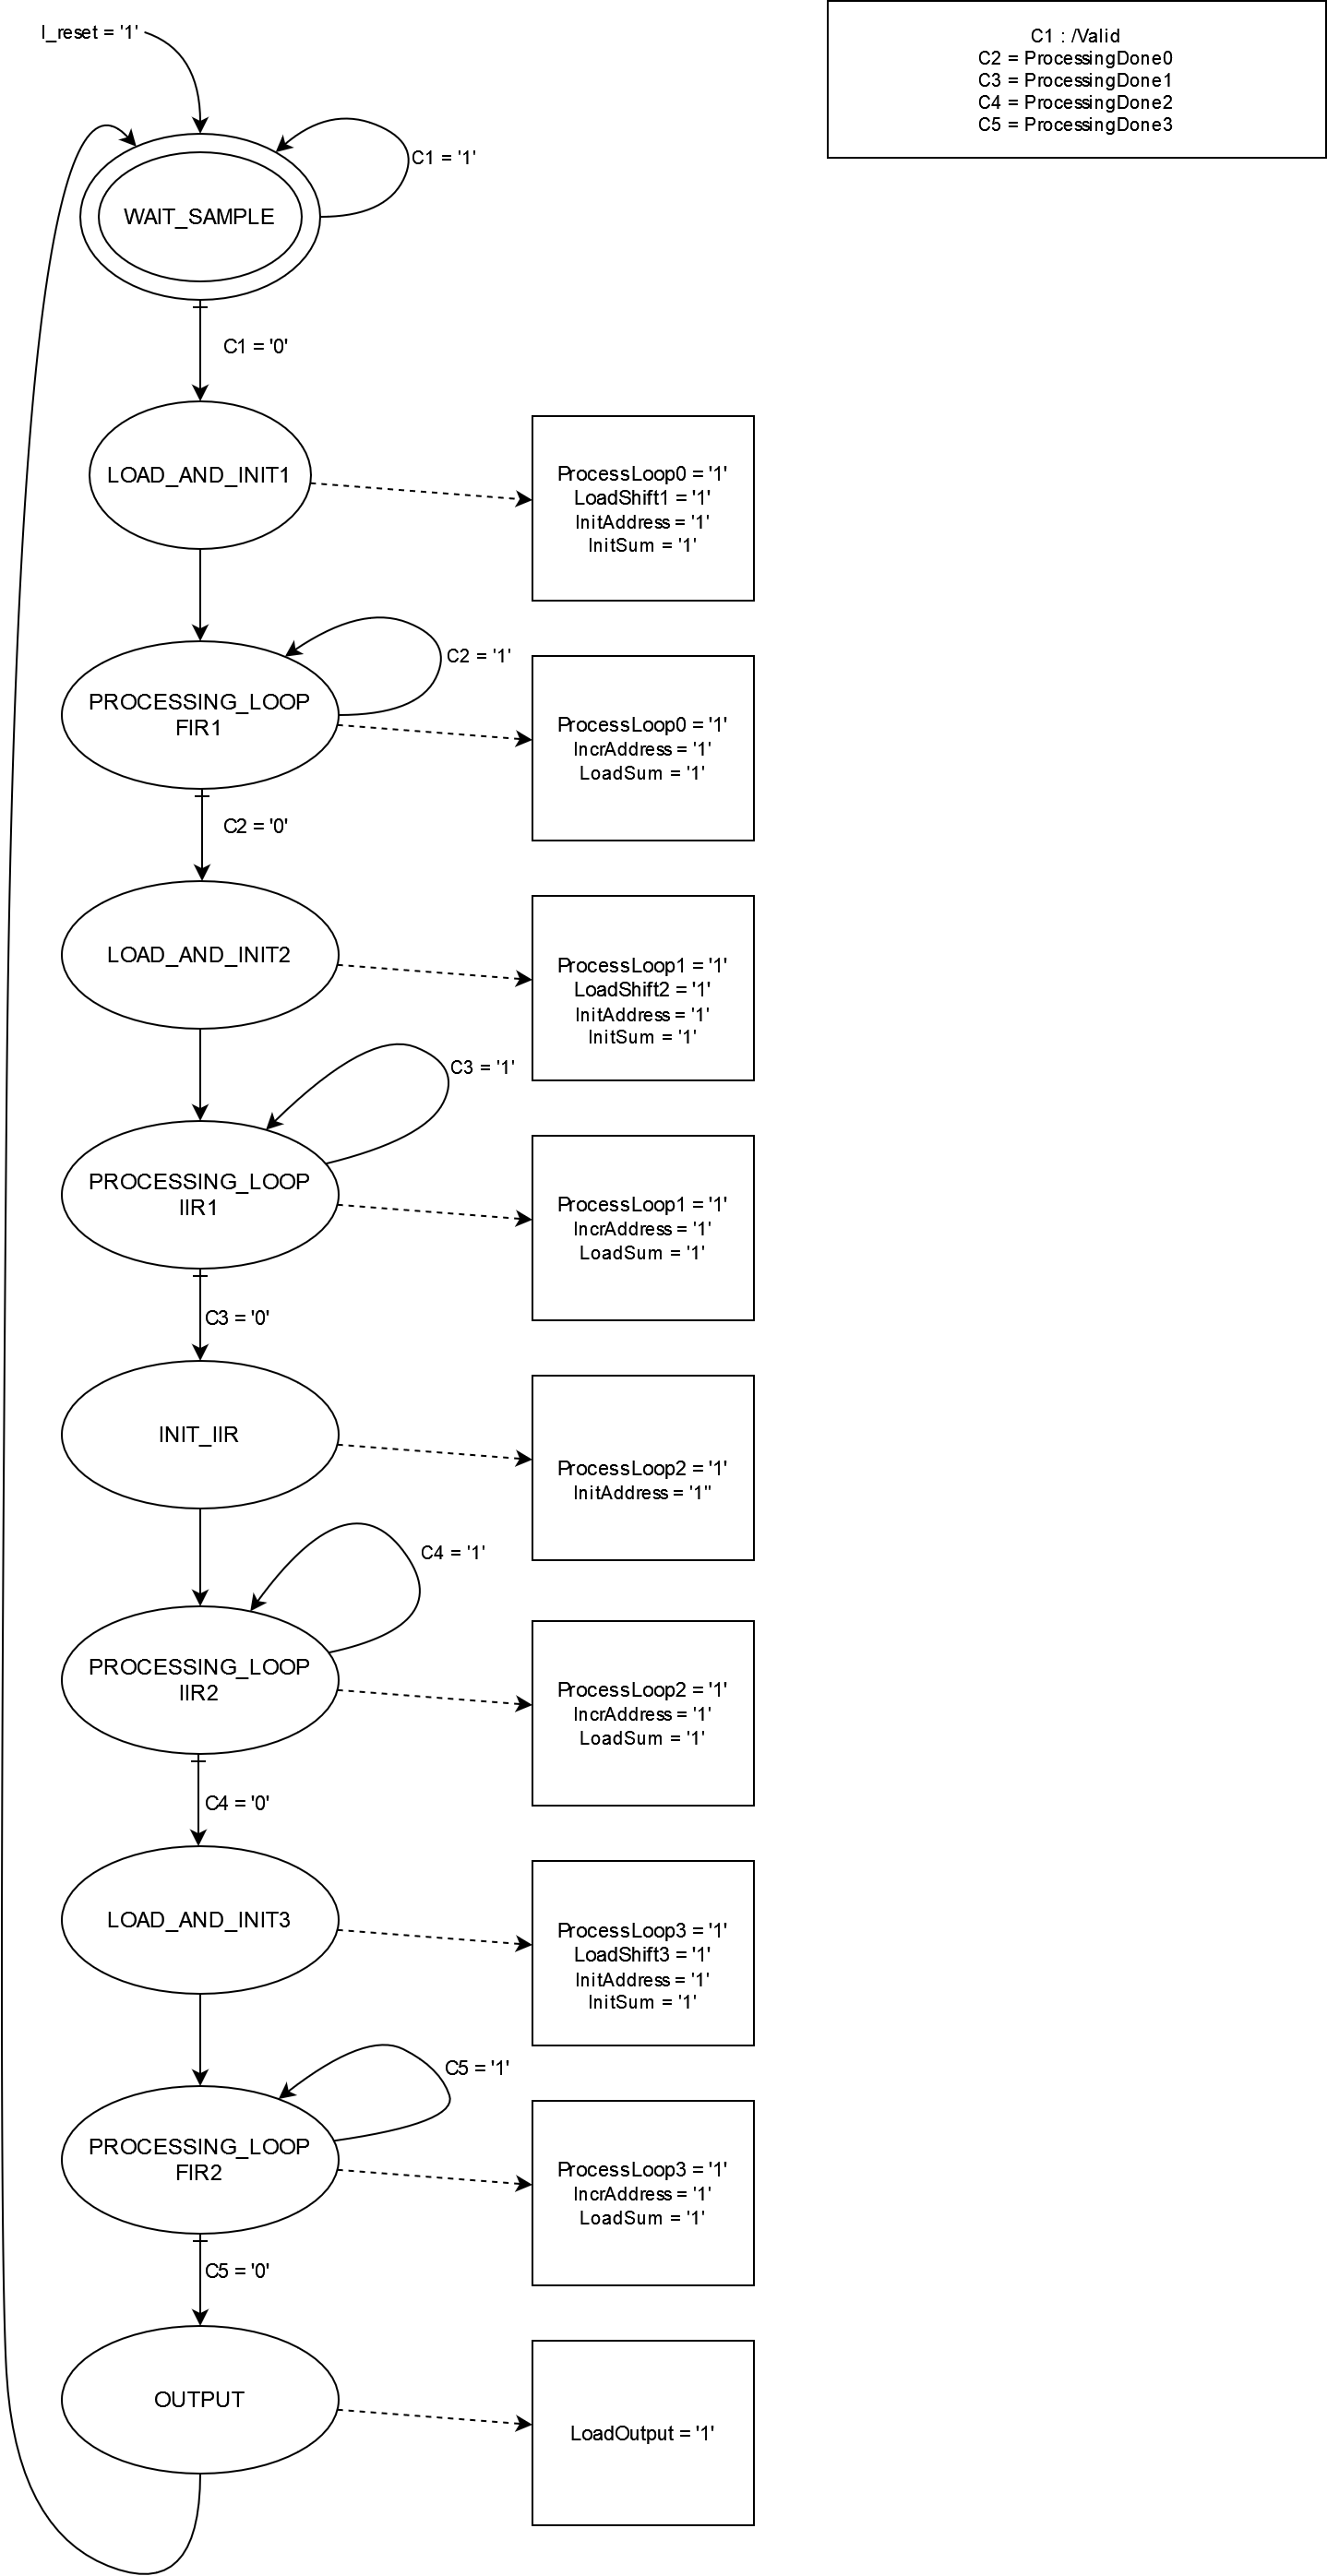 I_reset = '1'
C1 : /Valid
C2 = ProcessingDone0
C3 = ProcessingDone1
C4 = ProcessingDone2
C5 = ProcessingDone3
C1 = '1'
WAIT_SAMPLE
C1 = '0'
LOAD_AND_INIT1
ProcessLoop0 = '1'
LoadShift1 = '1'
InitAddress = '1'
InitSum = '1'
C2 = '1'
PROCESSING_LOOP
FIR1
ProcessLoop0 = '1'
IncrAddress = '1'
LoadSum = '1'
C2 = '0'
LOAD_AND_INIT2
ProcessLoop1 = '1'
LoadShift2 = '1'
InitAddress = '1'
InitSum = '1'
C3 = '1'
PROCESSING_LOOP
IIR1
ProcessLoop1 = '1'
IncrAddress = '1'
LoadSum = '1'
C3 = '0'
INIT_IIR
ProcessLoop2 = '1'
InitAddress = '1''
C4 = '1'
PROCESSING_LOOP
IIR2
ProcessLoop2 = '1'
IncrAddress = '1'
LoadSum = '1'
C4 = '0'
LOAD_AND_INIT3
ProcessLoop3 = '1'
LoadShift3 = '1'
InitAddress = '1'
InitSum = '1'
C5 = '1'
PROCESSING_LOOP
FIR2
ProcessLoop3 = '1'
IncrAddress = '1'
LoadSum = '1'
C5 = '0'
OUTPUT
LoadOutput = '1'